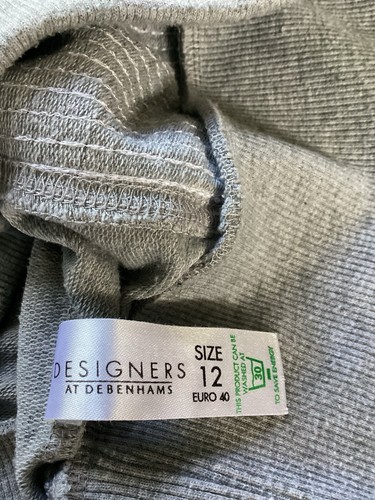 DESIGNERS
AT DEBENHAMS
SIZE
12
EURO 40
THIS PRODUCT CAN BE
WASHED AT
30
TO SAVE ENERGY